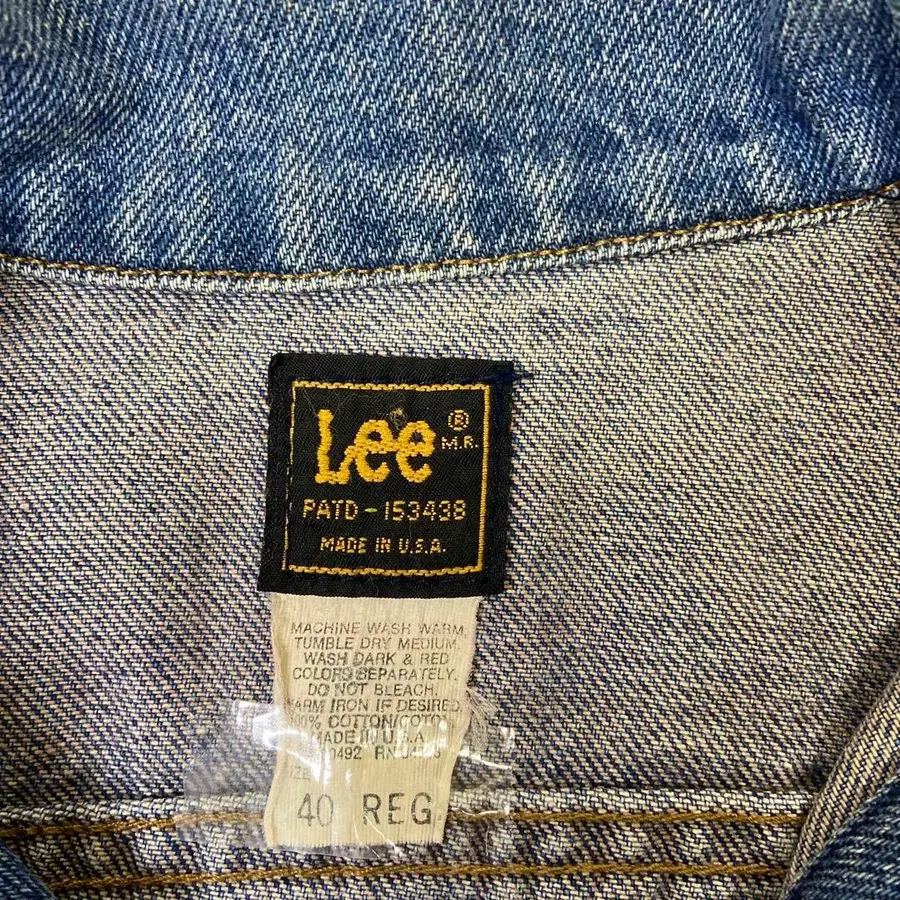 Lee ®
M.R.
PATD-153438
MADE IN U.S.A.
MACHINE WASH WARM,
TUMBLE DRY MEDIUM.
WASH DARK & RED
COLORS SEPARATELY.
DO NOT BLEACH.
WARM IRON IF DESIRED
100% COTTON/COTO
MADE IN U.S.A
40 REG